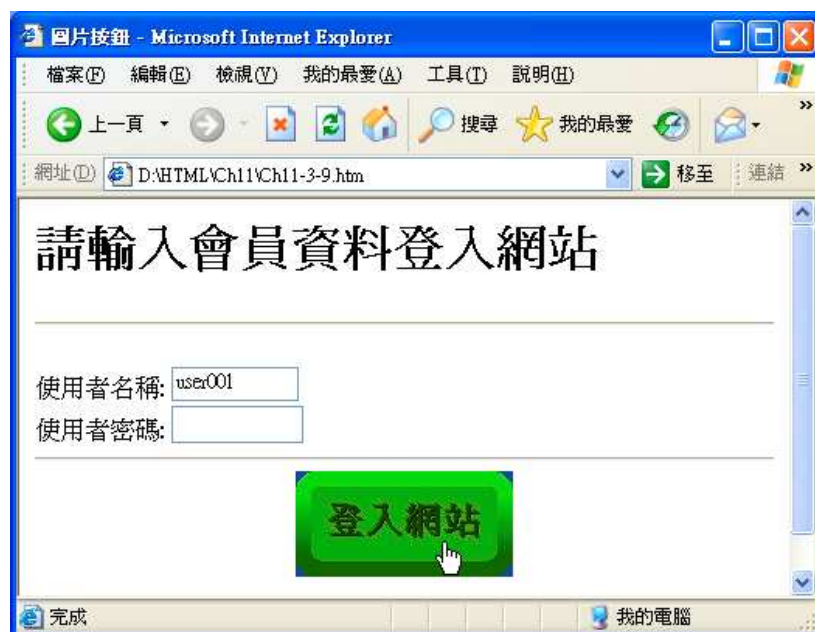 圖片按鈕 - Microsoft Internet Explorer
檔案(F) 編輯(E) 檢視(V) 我的最愛(A) 工具(T) 說明(H)
上一頁 搜尋 我的最愛 »
網址(D) D:\HTML\Ch11\Ch11-3-9.htm 移至 連結 »
請輸入會員資料登入網站
使用者名稱: user001
使用者密碼:
登入網站
完成 我的電腦